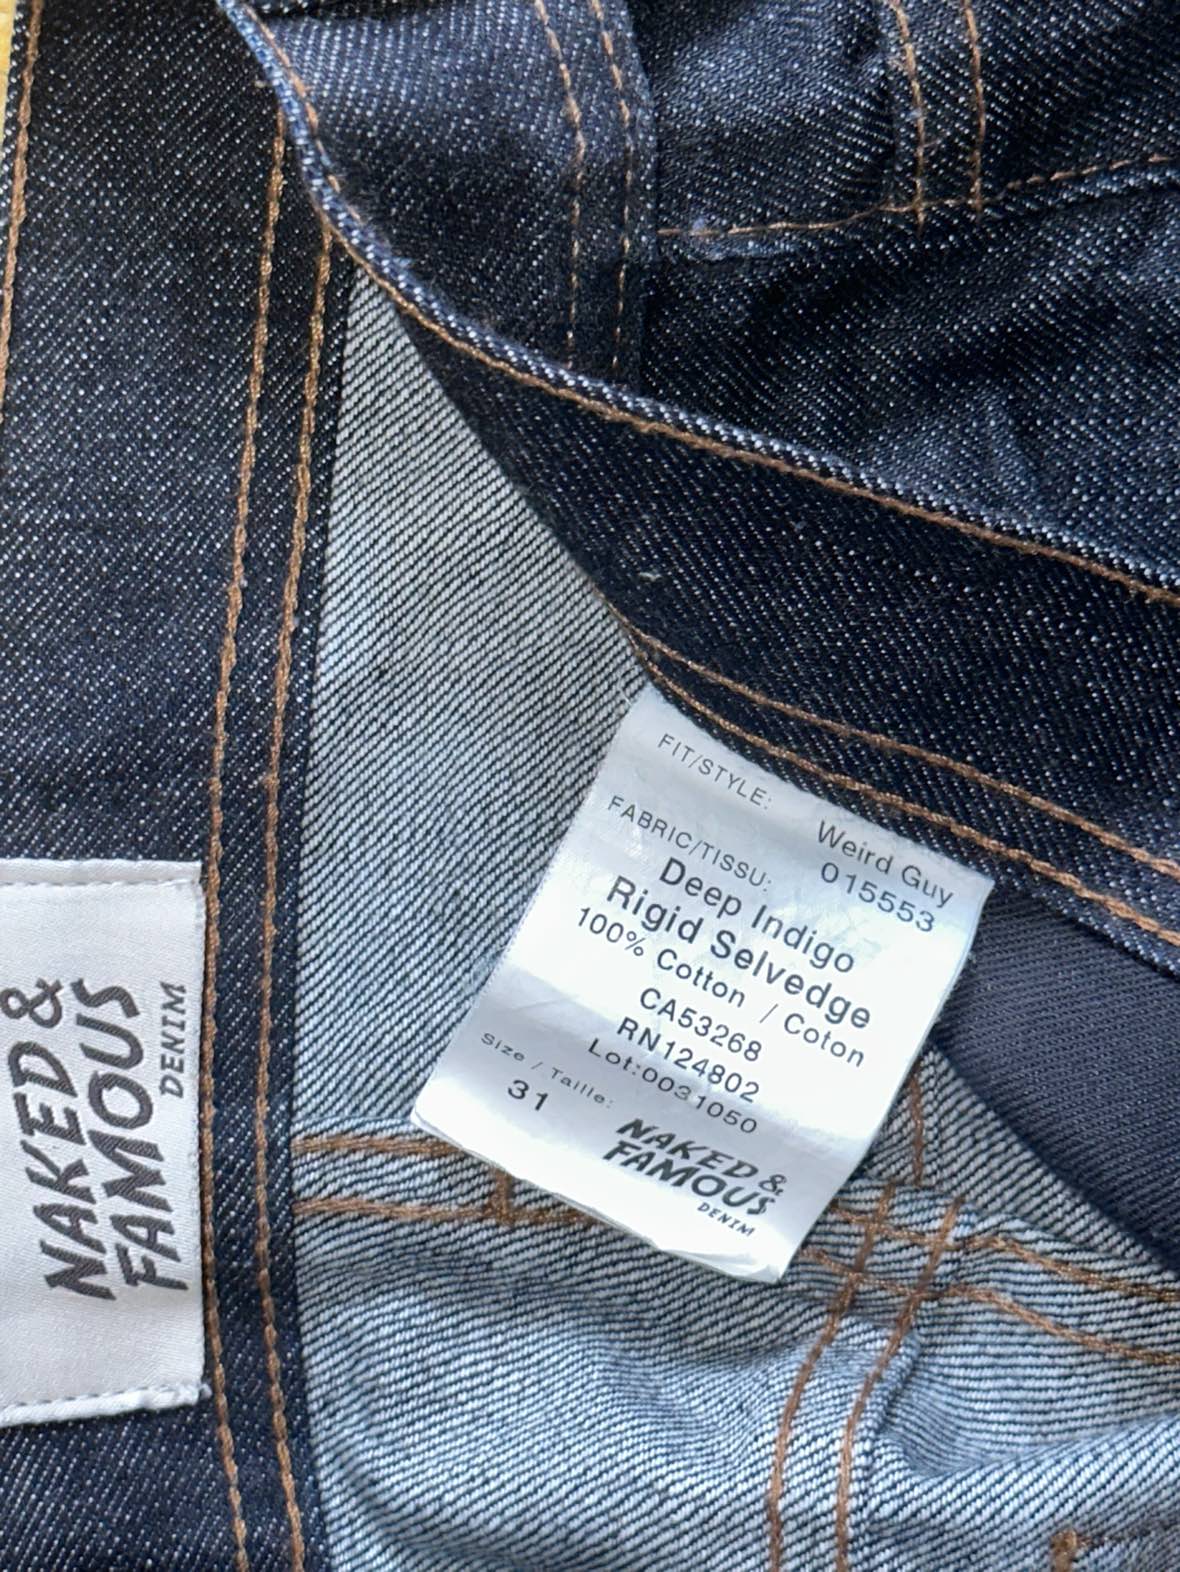 NAKED &
FAMOUS
DENIM
FIT/STYLE: Weird Guy
015553
FABRIC/TISSU:
Deep Indigo
Rigid Selvedge
100% Cotton / Coton
CA53268
RN124802
Lot:0031050
Size / Taille:
31
NAKED &
FAMOUS
DENIM